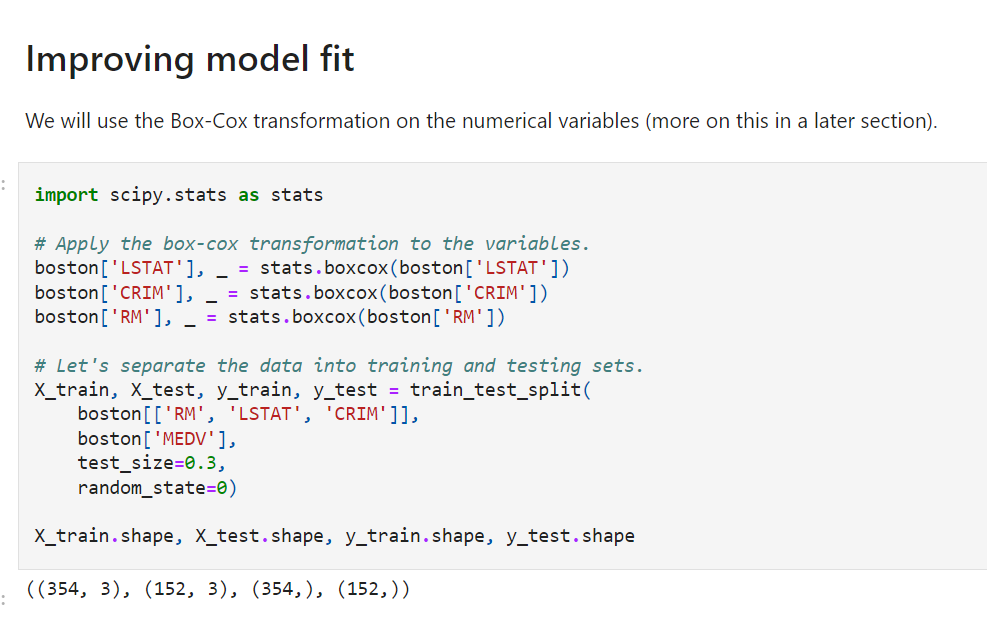 Improving model fit
We will use the Box-Cox transformation on the numerical variables (more on this in a later section).
:
import scipy.stats as stats
# Apply the box-cox transformation to the variables.
boston['LSTAT'], _ = stats.boxcox(boston['LSTAT'])
boston['CRIM'], _ = stats.boxcox(boston['CRIM'])
boston['RM'], _ = stats.boxcox(boston['RM'])
# Let's separate the data into training and testing sets.
X_train, X_test, y_train, y_test = train_test_split(
    boston[['RM', 'LSTAT', 'CRIM']],
    boston['MEDV'],
    test_size=0.3,
    random_state=0)
X_train.shape, X_test.shape, y_train.shape, y_test.shape
:
((354, 3), (152, 3), (354,), (152,))